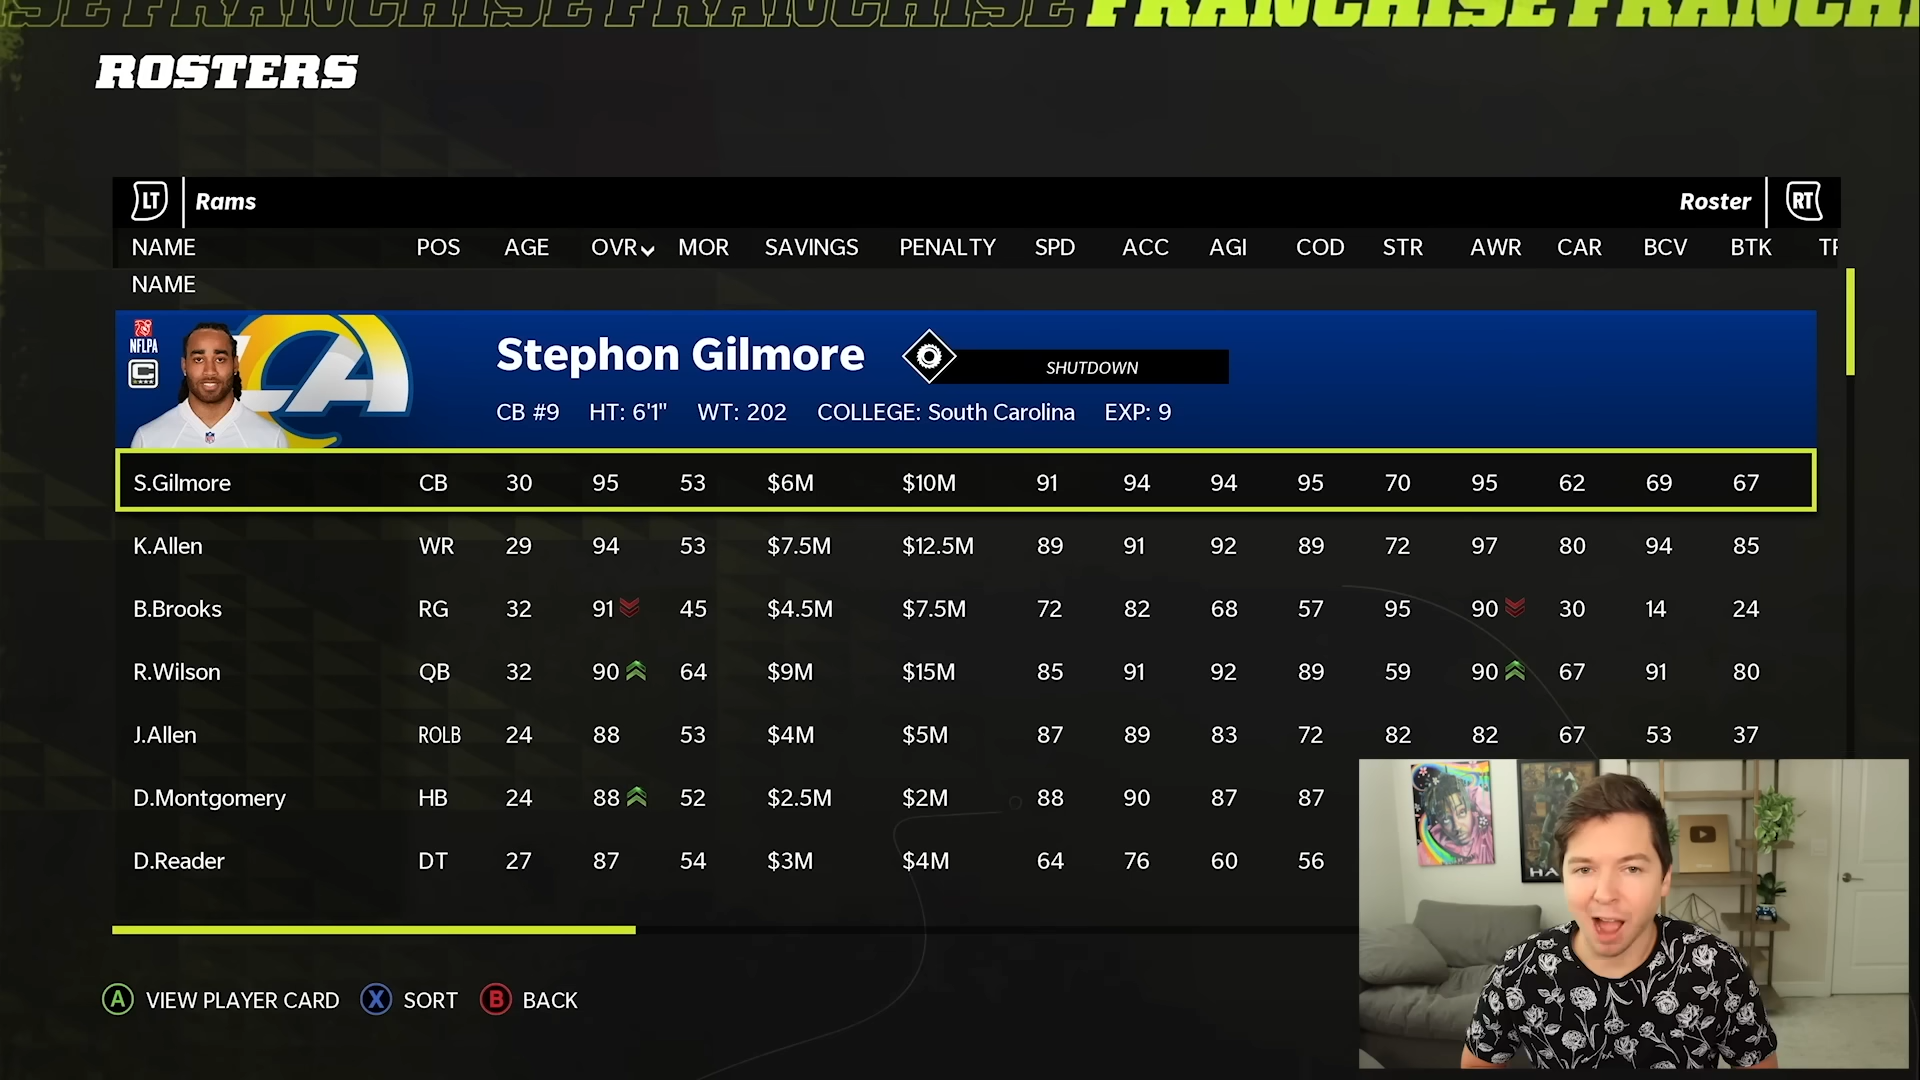 SE FRANCHISE FRANCHISE FRANCHISE FRANCHI
ROSTERS
LT Rams Roster RT
NAME POS AGE OVR MOR SAVINGS PENALTY SPD ACC AGI COD STR AWR CAR BCV BTK
NAME
NFLPA
C
Stephon Gilmore SHUTDOWN
CB #9 HT: 6'1" WT: 202 COLLEGE: South Carolina EXP: 9
S.Gilmore CB 30 95 53 $6M $10M 91 94 94 95 70 95 62 69 67
K.Allen WR 29 94 53 $7.5M $12.5M 89 91 92 89 72 97 80 94 85
B.Brooks RG 32 91 45 $4.5M $7.5M 72 82 68 57 95 90 30 14 24
R.Wilson QB 32 90 64 $9M $15M 85 91 92 89 59 90 67 91 80
J.Allen ROLB 24 88 53 $4M $5M 87 89 83 72 82 82 67 53 37
D.Montgomery HB 24 88 52 $2.5M $2M 88 90 87 87
D.Reader DT 27 87 54 $3M $4M 64 76 60 56
HA
A VIEW PLAYER CARD X SORT B BACK